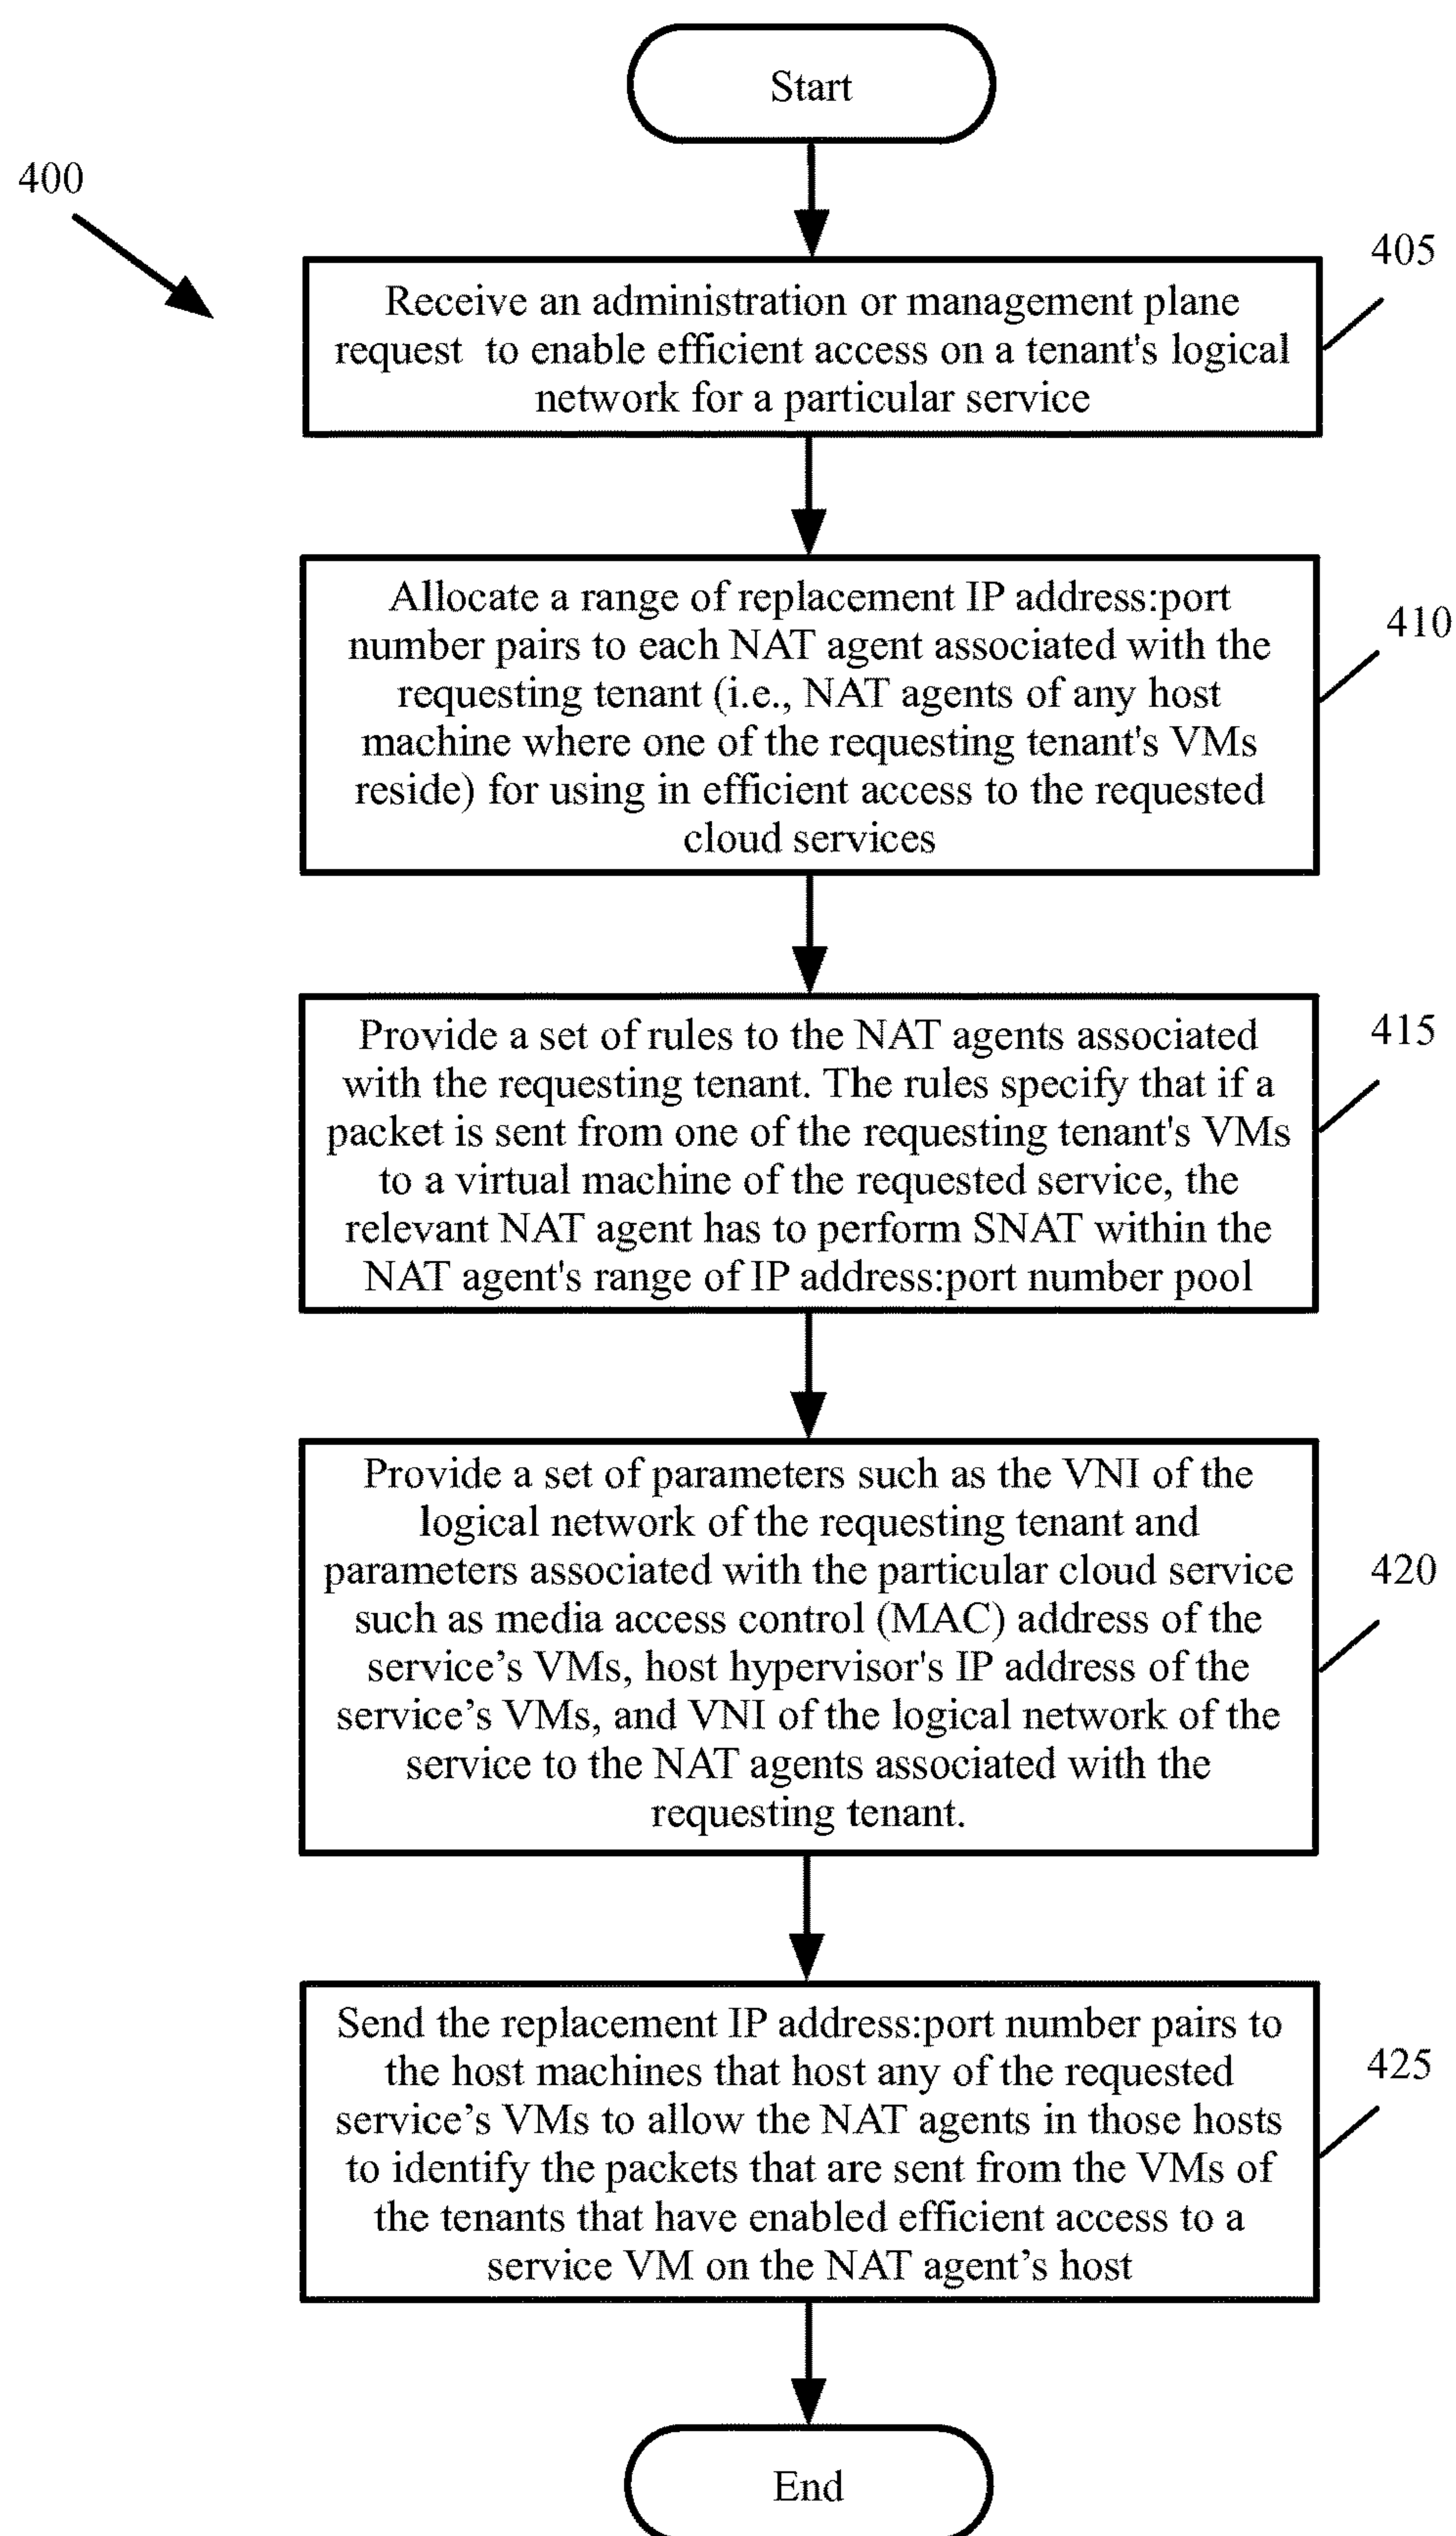 Start
400
405
Receive an administration or management plane
request to enable efficient access on a tenant's logical
network for a particular service
410
Allocate a range of replacement IP address:port
number pairs to each NAT agent associated with the
requesting tenant (i.e., NAT agents of any host
machine where one of the requesting tenant's VMs
reside) for using in efficient access to the requested
cloud services
415
Provide a set of rules to the NAT agents associated
with the requesting tenant. The rules specify that if a
packet is sent from one of the requesting tenant's VMs
to a virtual machine of the requested service, the
relevant NAT agent has to perform SNAT within the
NAT agent's range of IP address:port number pool
420
Provide a set of parameters such as the VNI of the
logical network of the requesting tenant and
parameters associated with the particular cloud service
such as media access control (MAC) address of the
service’s VMs, host hypervisor's IP address of the
service’s VMs, and VNI of the logical network of the
service to the NAT agents associated with the
requesting tenant.
425
Send the replacement IP address:port number pairs to
the host machines that host any of the requested
service’s VMs to allow the NAT agents in those hosts
to identify the packets that are sent from the VMs of
the tenants that have enabled efficient access to a
service VM on the NAT agent’s host
End